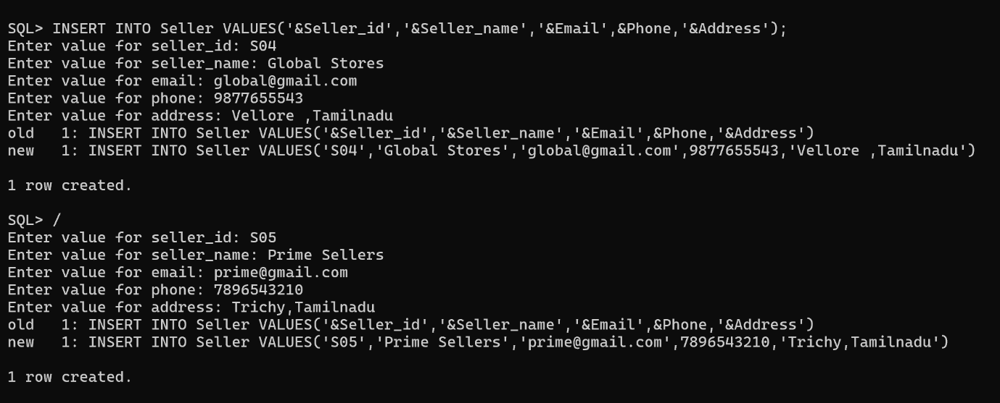 SQL> INSERT INTO Seller VALUES('&Seller_id','&Seller_name','&Email',&Phone,'&Address');
Enter value for seller_id: S04
Enter value for seller_name: Global Stores
Enter value for email: global@gmail.com
Enter value for phone: 9877655543
Enter value for address: Vellore ,Tamilnadu
old   1: INSERT INTO Seller VALUES('&Seller_id','&Seller_name','&Email',&Phone,'&Address')
new   1: INSERT INTO Seller VALUES('S04','Global Stores','global@gmail.com',9877655543,'Vellore ,Tamilnadu')
1 row created.
SQL> /
Enter value for seller_id: S05
Enter value for seller_name: Prime Sellers
Enter value for email: prime@gmail.com
Enter value for phone: 7896543210
Enter value for address: Trichy,Tamilnadu
old   1: INSERT INTO Seller VALUES('&Seller_id','&Seller_name','&Email',&Phone,'&Address')
new   1: INSERT INTO Seller VALUES('S05','Prime Sellers','prime@gmail.com',7896543210,'Trichy,Tamilnadu')
1 row created.